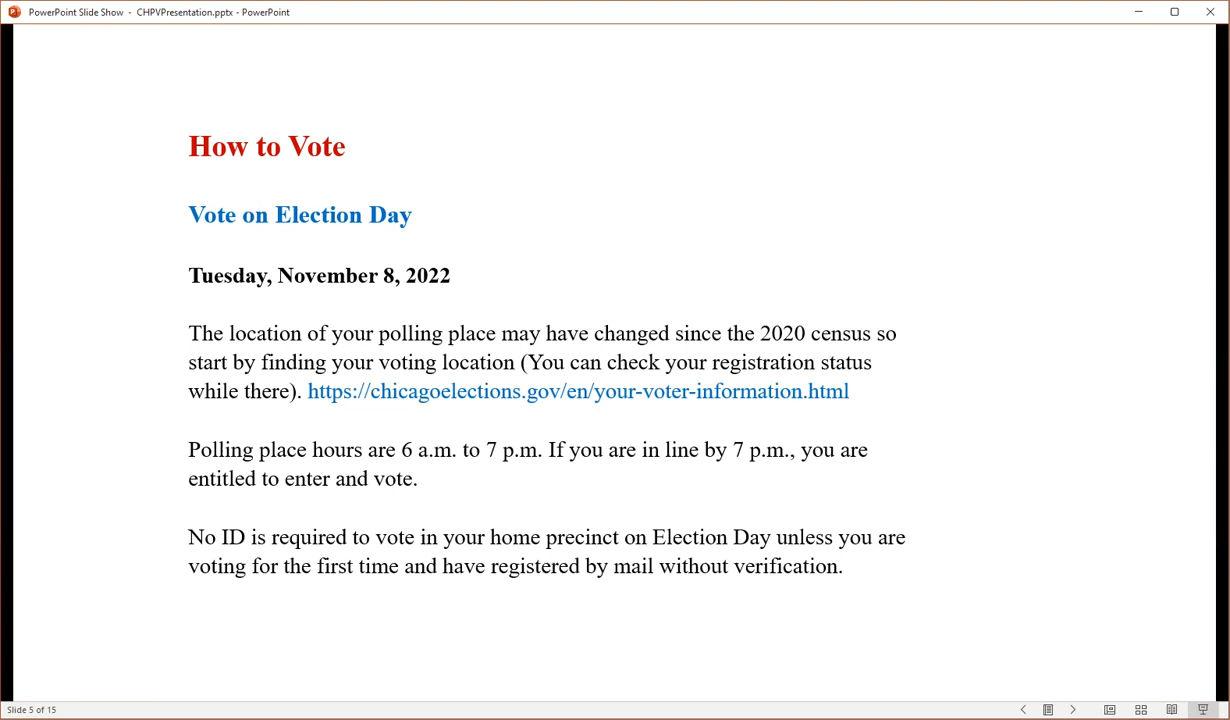 PowerPoint Slide Show - CHPVPresentation.pptx - PowerPoint
How to Vote
Vote on Election Day
Tuesday, November 8, 2022
The location of your polling place may have changed since the 2020 census so
start by finding your voting location (You can check your registration status
while there). https://chicagoelections.gov/en/your-voter-information.html
Polling place hours are 6 a.m. to 7 p.m. If you are in line by 7 p.m., you are
entitled to enter and vote.
No ID is required to vote in your home precinct on Election Day unless you are
voting for the first time and have registered by mail without verification.
Slide 5 of 15